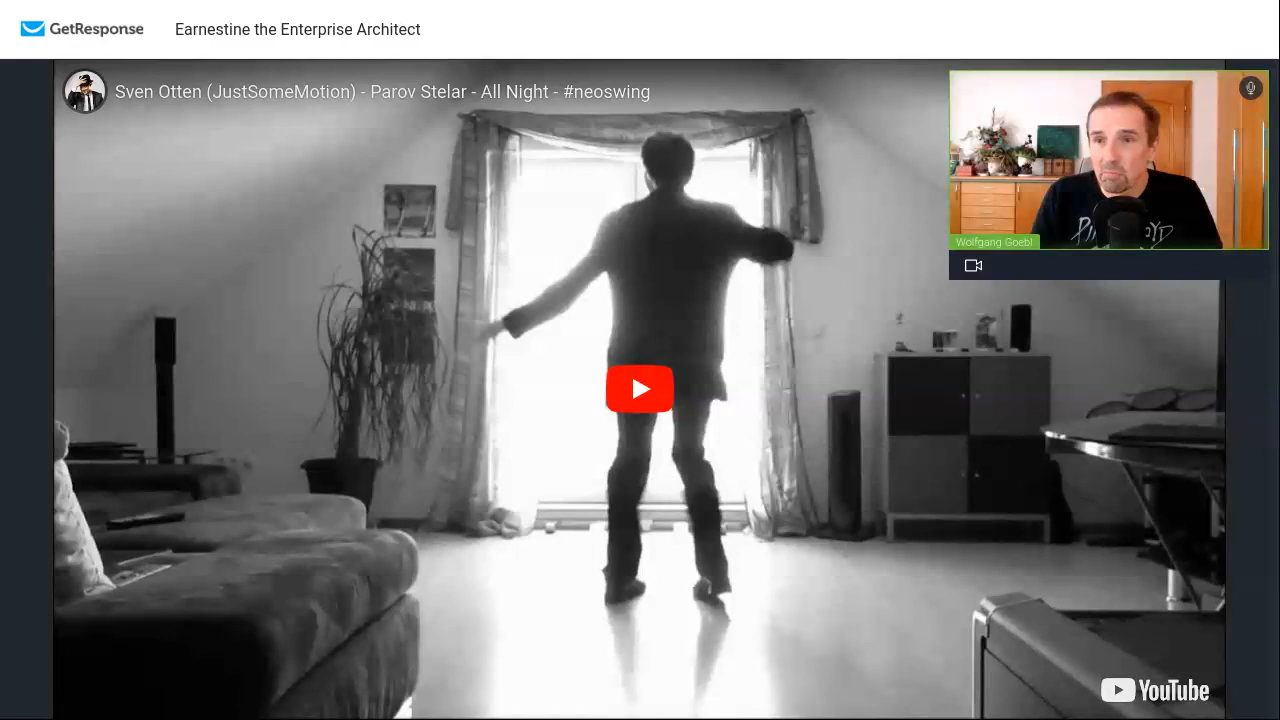 GetResponse
Earnestine the Enterprise Architect
Sven Otten (JustSomeMotion) - Parov Stelar - All Night - #neoswing
Wolfgang Goebl
YouTube